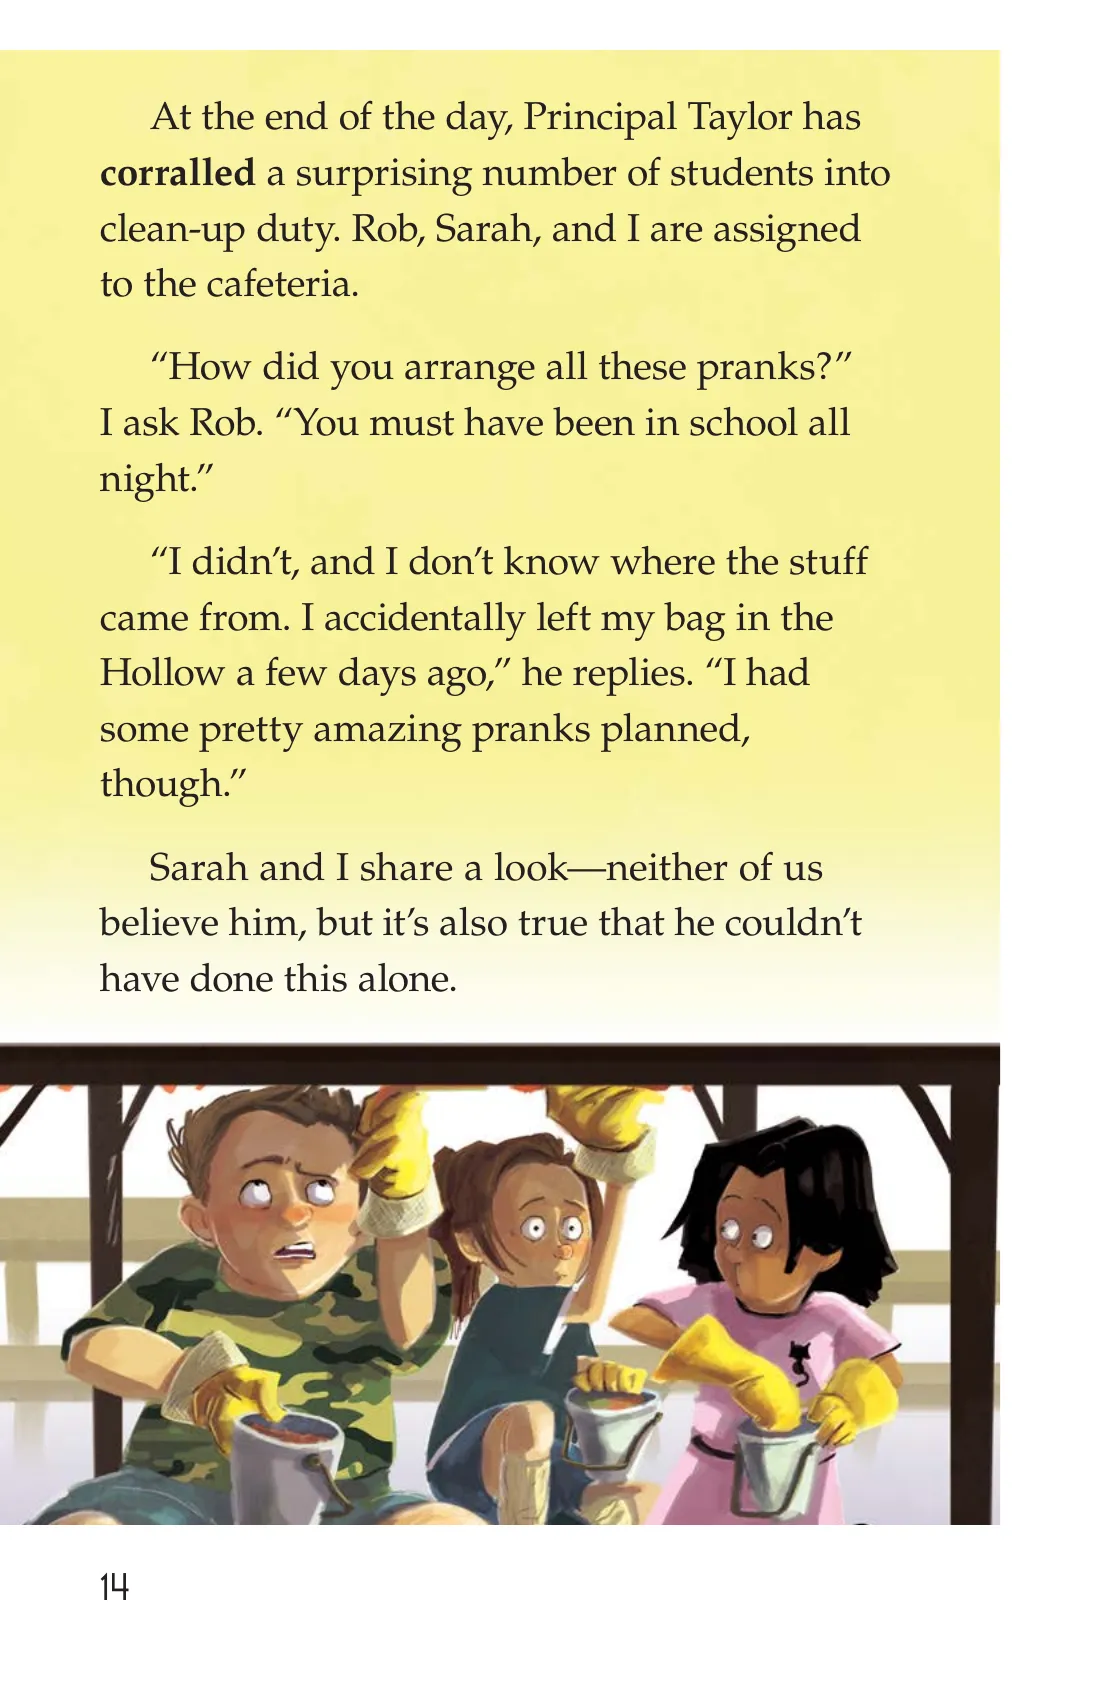 At the end of the day, Principal Taylor has
corralled a surprising number of students into
clean-up duty. Rob, Sarah, and I are assigned
to the cafeteria.
“How did you arrange all these pranks?”
I ask Rob. “You must have been in school all
night.”
“I didn’t, and I don’t know where the stuff
came from. I accidentally left my bag in the
Hollow a few days ago,” he replies. “I had
some pretty amazing pranks planned,
though.”
Sarah and I share a look—neither of us
believe him, but it’s also true that he couldn’t
have done this alone.
14